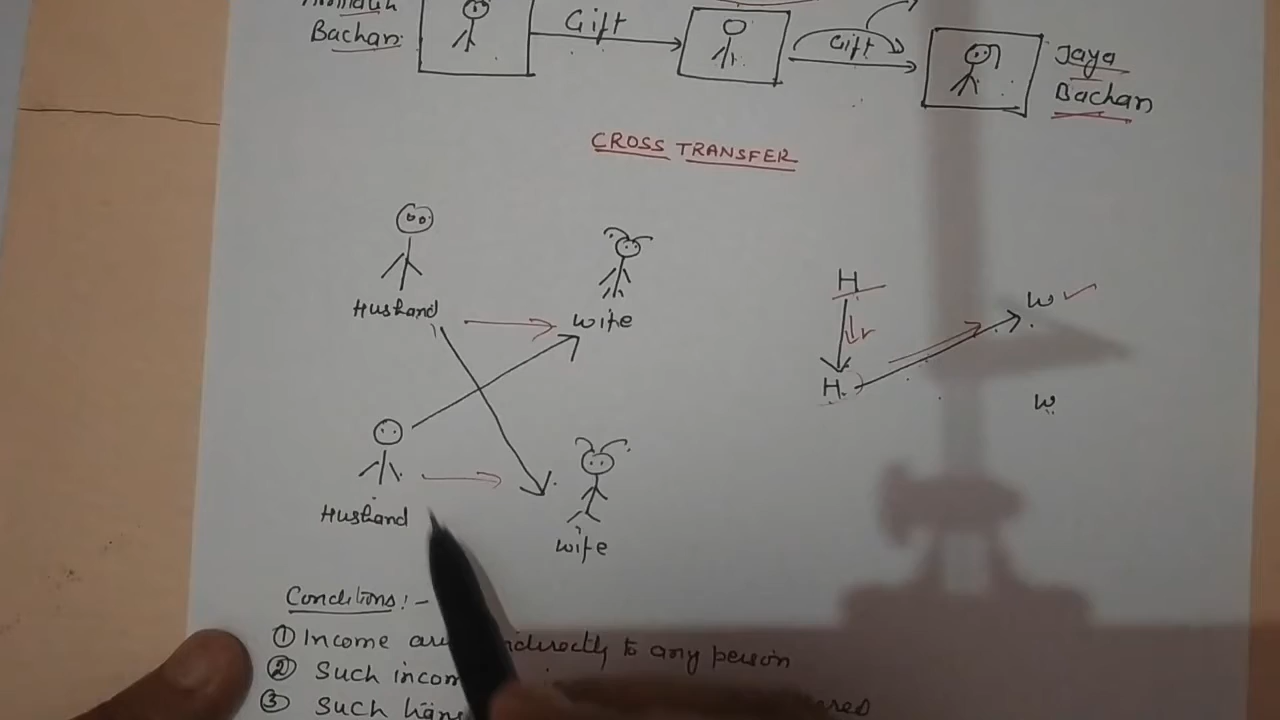 Bachan
Gift
Gift
Jaya
Bachan
CROSS TRANSFER
Husband
wife
H
W
H
W
Husband
wife
Conditions:-
① Income indirectly to any person
② Such incom
③ Such